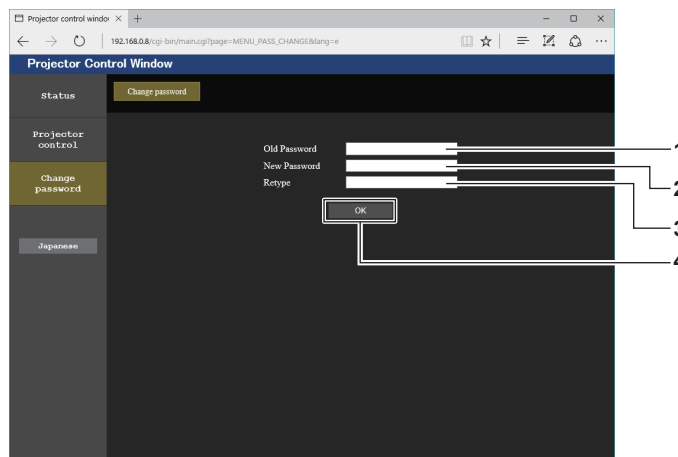 Projector control window
192.168.0.8/cgi-bin/main.cgi?page=MENU_PASS_CHANGE&lang=e
Projector Control Window
Status
Change password
Projector
control
Change
password
Japanese
Old Password
New Password
Retype
OK
1
2
3
4